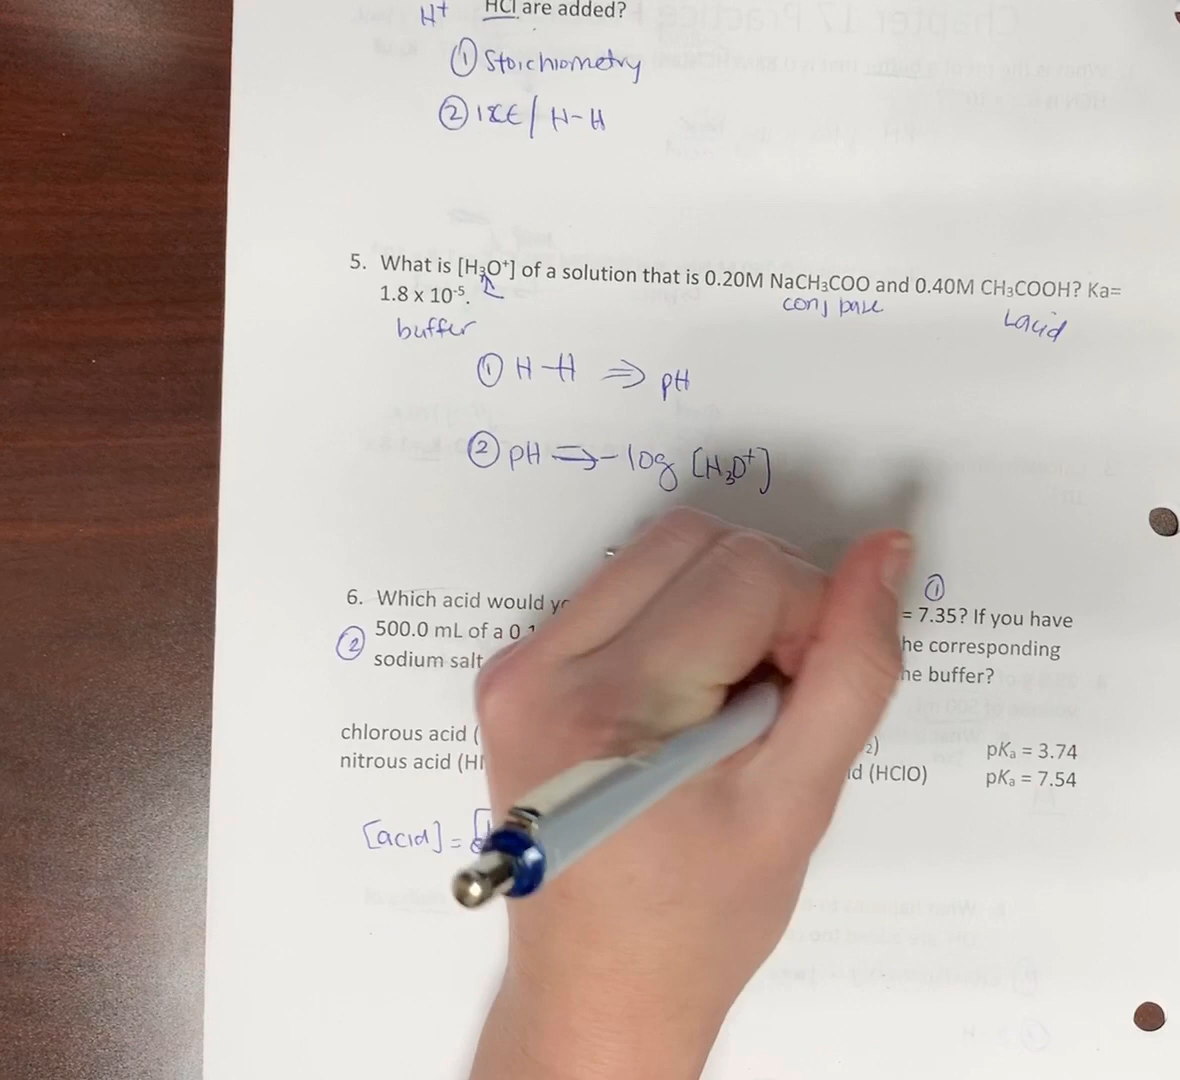 H⁺ HCl are added?
① Stoichiometry
② ICE / H-H
5. What is [H₃O⁺] of a solution that is 0.20M NaCH₃COO and 0.40M CH₃COOH? Ka=
1.8 x 10⁻⁵.
conj base
acid
buffer
① H-H ⇒ pH
② pH ⇒ -log [H₃O⁺]
①
6. Which acid would = 7.35? If you have
② 500.0 mL of a he corresponding
sodium salt he buffer?
chlorous acid ( ₂) pKₐ = 3.74
nitrous acid (H d (HClO) pKₐ = 7.54
[acid] =